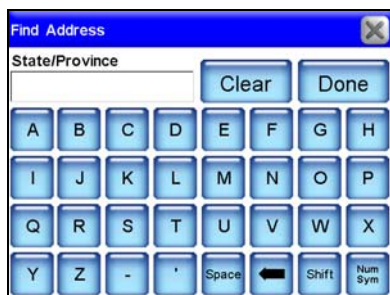 Find Address
State/Province
Clear Done
A B C D E F G H
I J K L M N O P
Q R S T U V W X
Y Z - ' Space Shift Num Sym